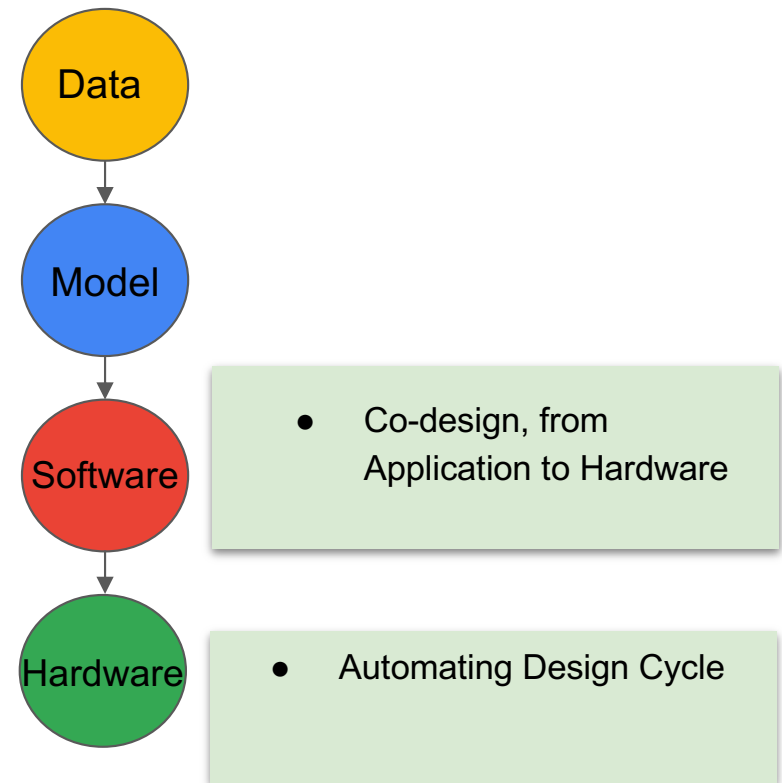 Data
Model
Software
● Co-design, from
Application to Hardware
Hardware
● Automating Design Cycle